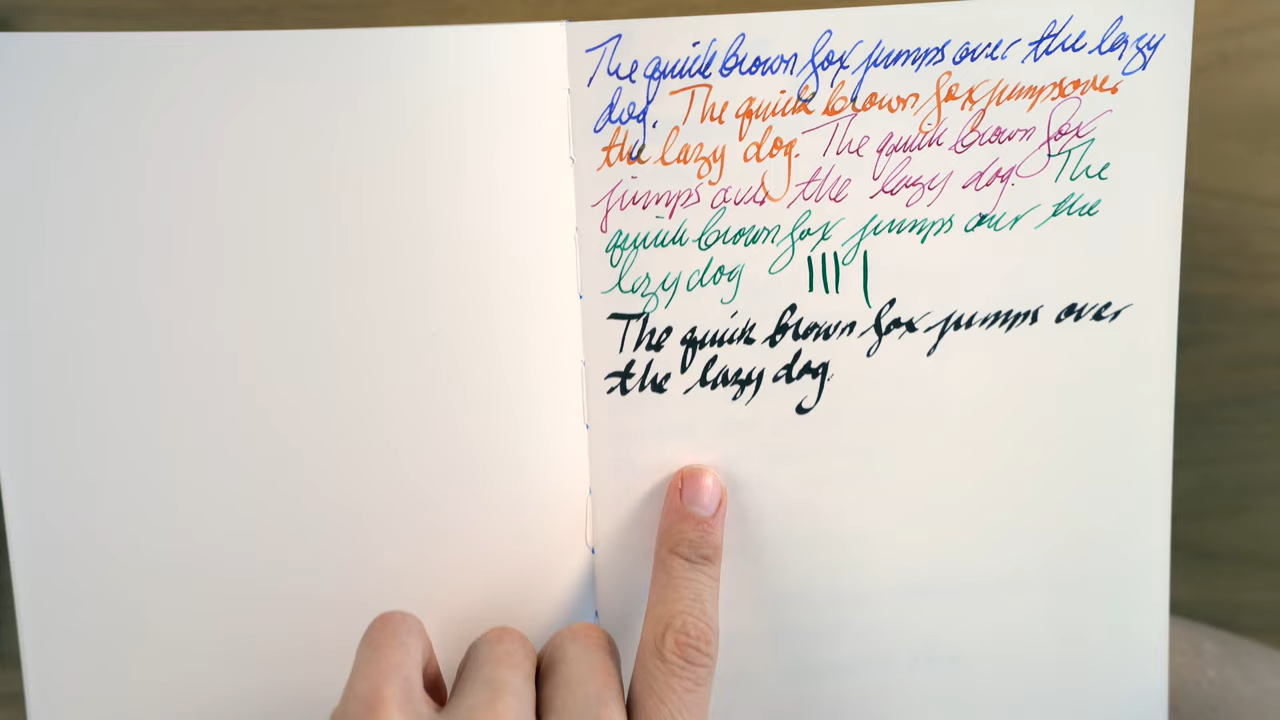 The quick brown fox jumps over the lazy
dog. The quick brown fox jumps over
the lazy dog. The quick brown fox
jumps over the lazy dog. The
quick brown fox jumps over the
lazy dog
The quick brown fox jumps over
the lazy dog.